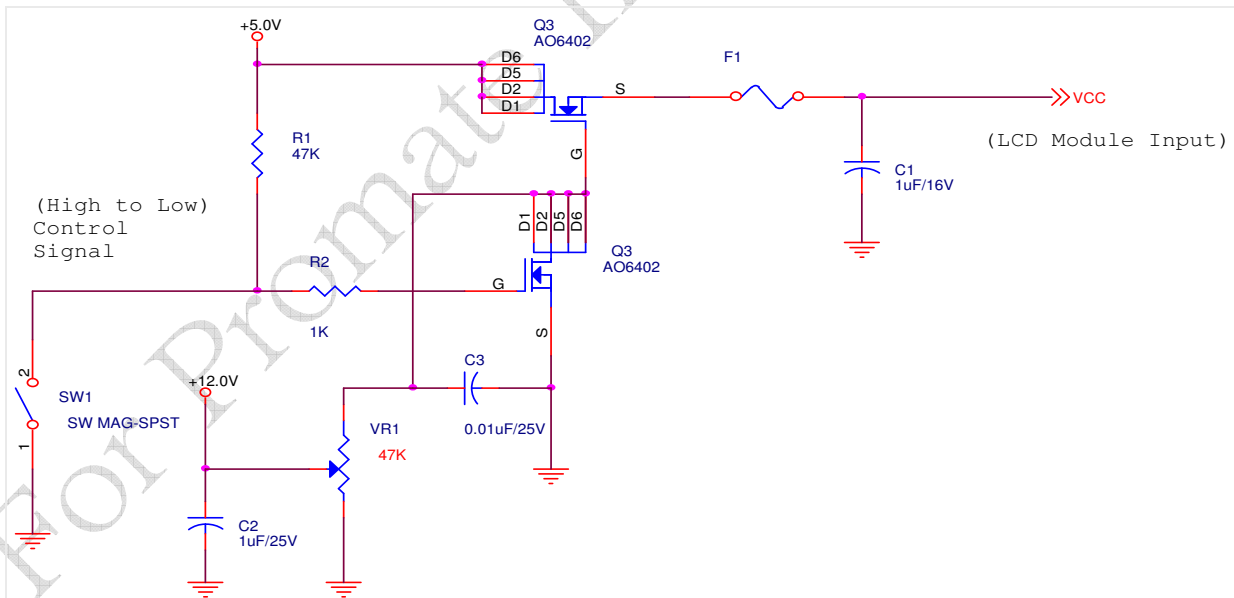 +5.0V
Q3
AO6402
F1
D6
D5
D2
D1
S
VCC
(LCD Module Input)
R1
47K
G
C1
1uF/16V
(High to Low)
Control
Signal
D1
D2
D5
D6
Q3
AO6402
R2
1K
G
S
C3
0.01uF/25V
+12.0V
2
SW1
SW MAG-SPST
1
VR1
47K
C2
1uF/25V
For Promate